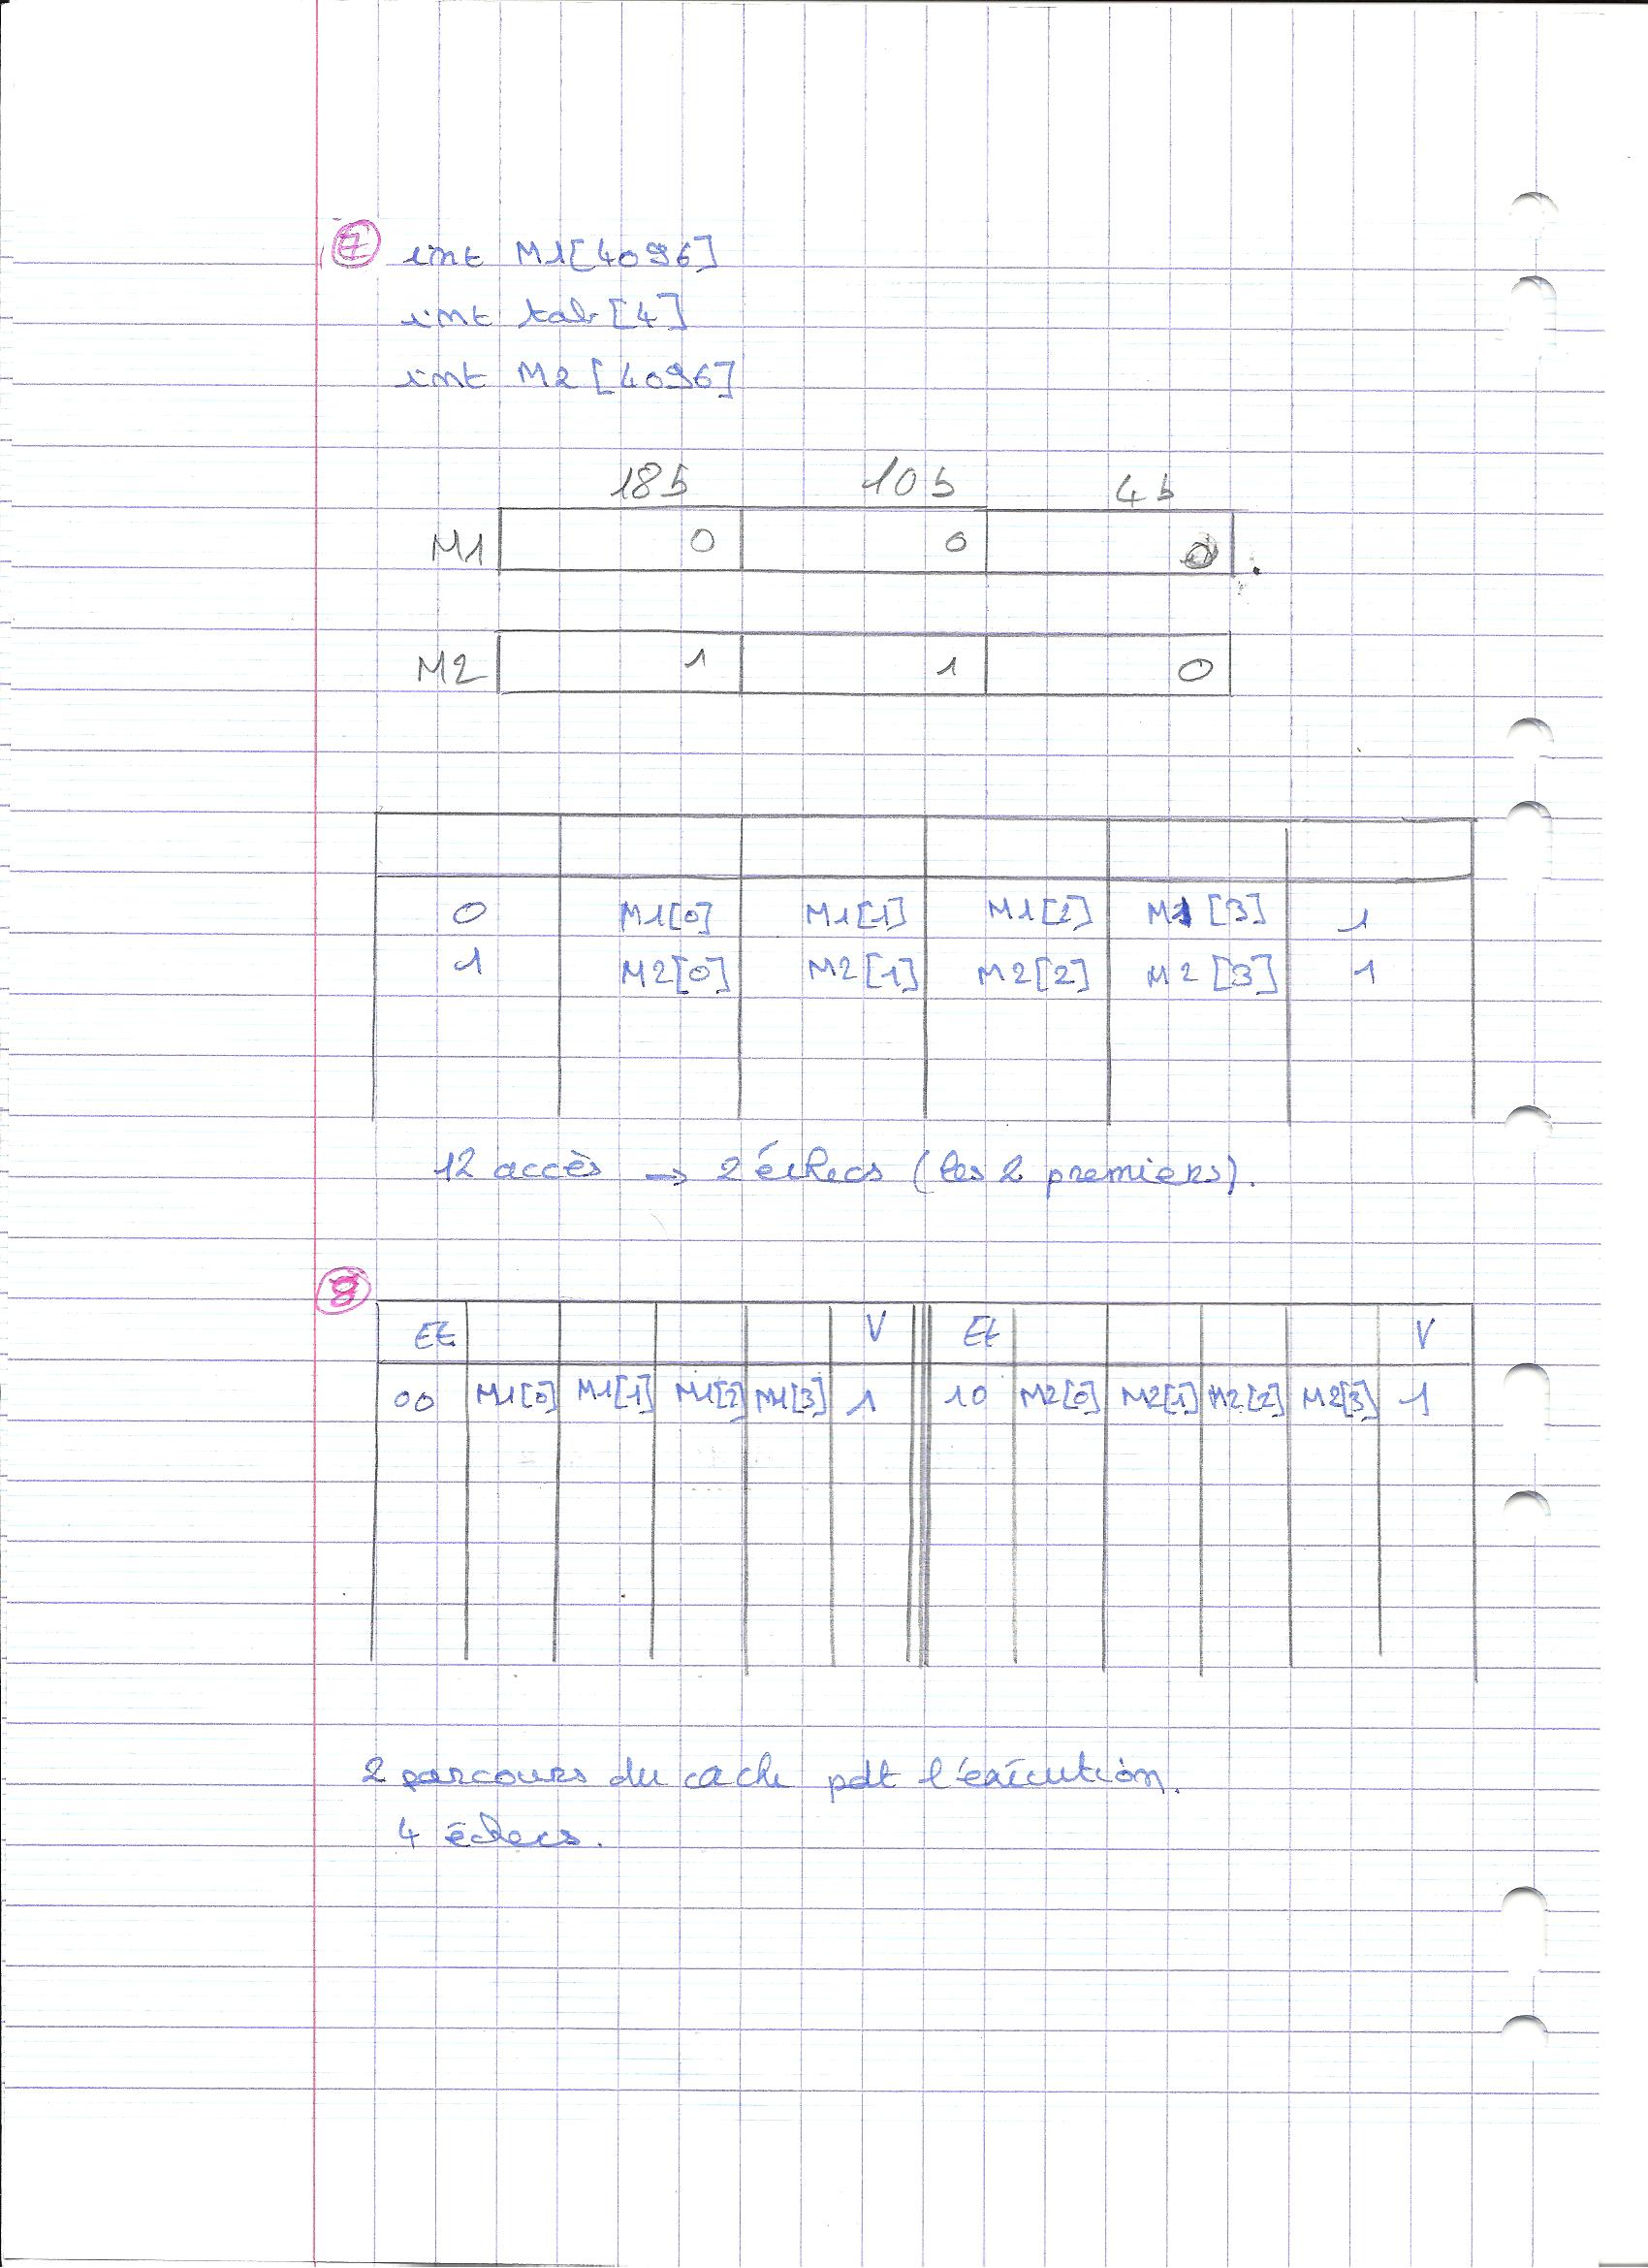 7 int M1[4096]
int tab[4]
int M2[4096]
18b 10b 4b
M1 0 0 0
M2 1 1 0
0 M1[0] M1[1] M1[2] M1[3] 1
1 M2[0] M2[1] M2[2] M2[3] 1
12 accès → 2 échecs (les 2 premiers).
8
Et V Et V
00 M1[0] M1[1] M1[2] M1[3] 1 10 M2[0] M2[1] M2[2] M2[3] 1
2 parcours du cache pdt l'exécution.
4 échecs.